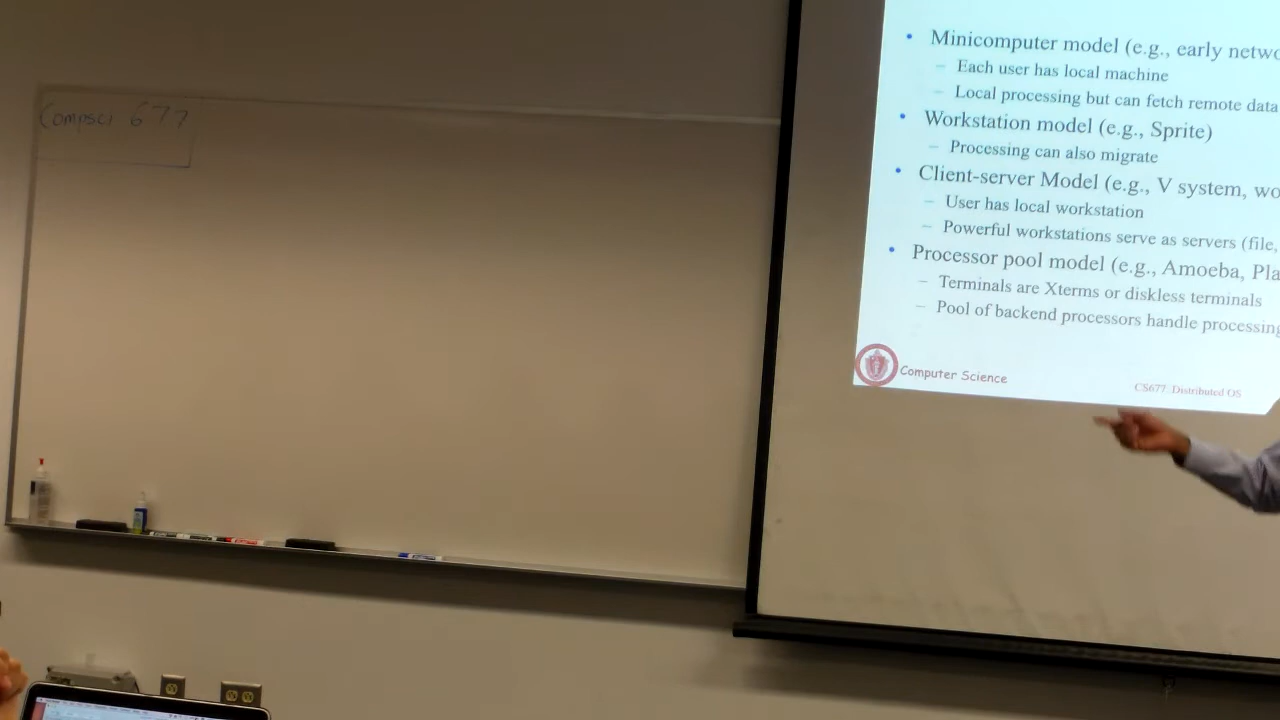 Compsci 677
• Minicomputer model (e.g., early netwo
– Each user has local machine
– Local processing but can fetch remote data
• Workstation model (e.g., Sprite)
– Processing can also migrate
• Client-server Model (e.g., V system, wo
– User has local workstation
– Powerful workstations serve as servers (file,
• Processor pool model (e.g., Amoeba, Pla
– Terminals are Xterms or diskless terminals
– Pool of backend processors handle processing
Computer Science
CS677: Distributed OS